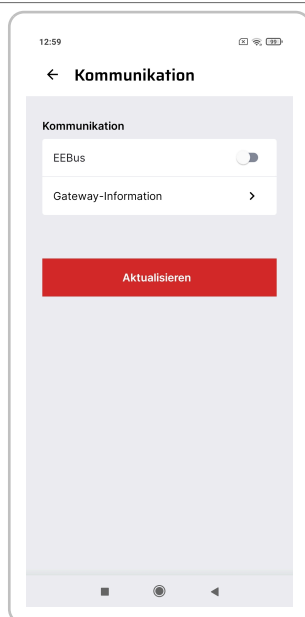 12:59
99
Kommunikation
Kommunikation
EEBus
Gateway-Information
Aktualisieren